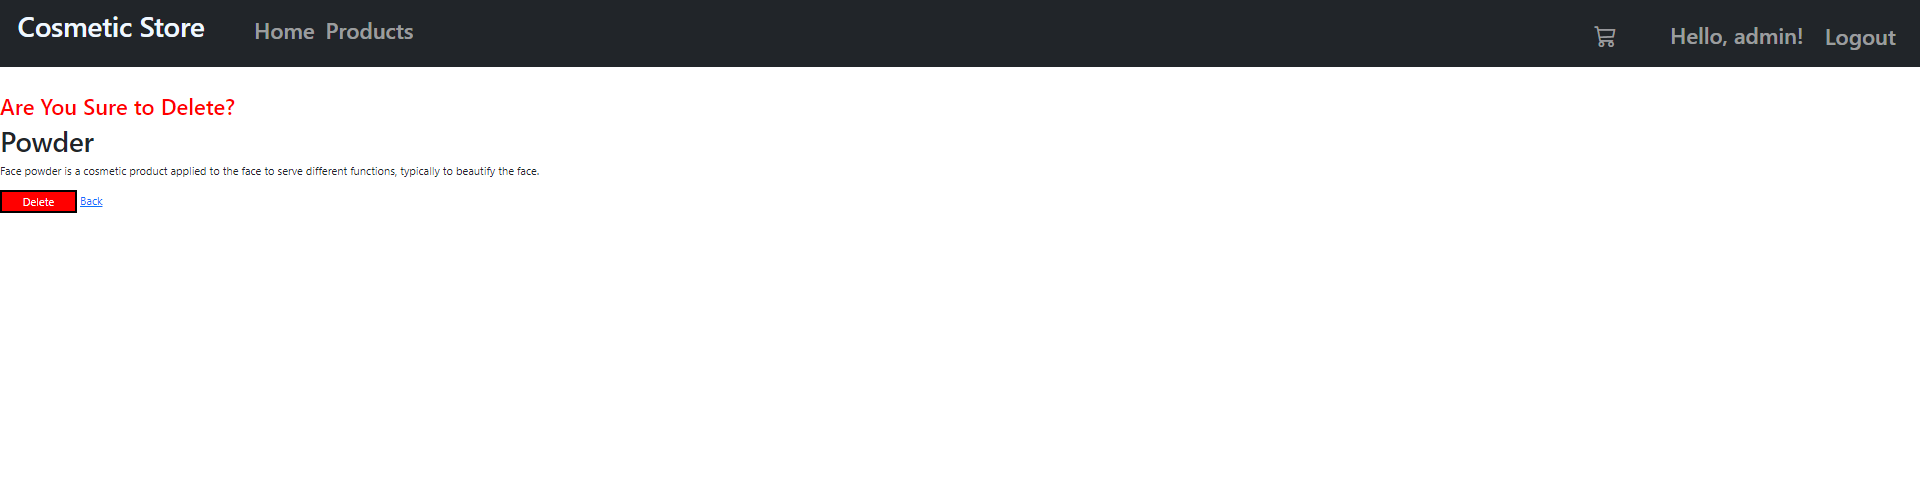 Cosmetic Store Home Products Hello, admin! Logout
Are You Sure to Delete?
Powder
Face powder is a cosmetic product applied to the face to serve different functions, typically to beautify the face.
Delete Back